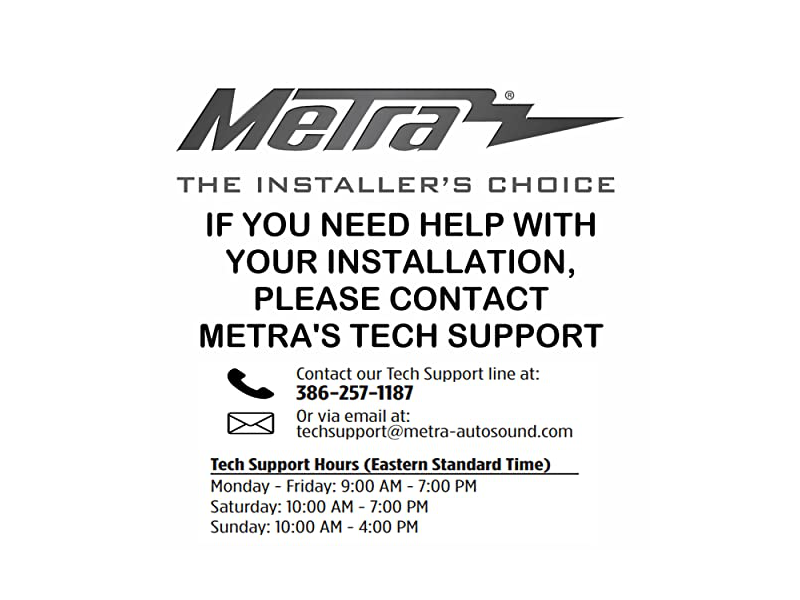 Metra®
THE INSTALLER'S CHOICE
IF YOU NEED HELP WITH
YOUR INSTALLATION,
PLEASE CONTACT
METRA'S TECH SUPPORT
Contact our Tech Support line at:
386-257-1187
Or via email at:
techsupport@metra-autosound.com
Tech Support Hours (Eastern Standard Time)
Monday - Friday: 9:00 AM - 7:00 PM
Saturday: 10:00 AM - 7:00 PM
Sunday: 10:00 AM - 4:00 PM